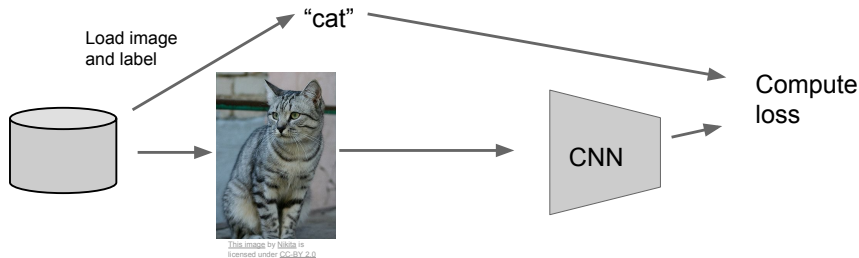 Load image
and label
“cat”
CNN
Compute
loss
This image by Nikita is
licensed under CC-BY 2.0